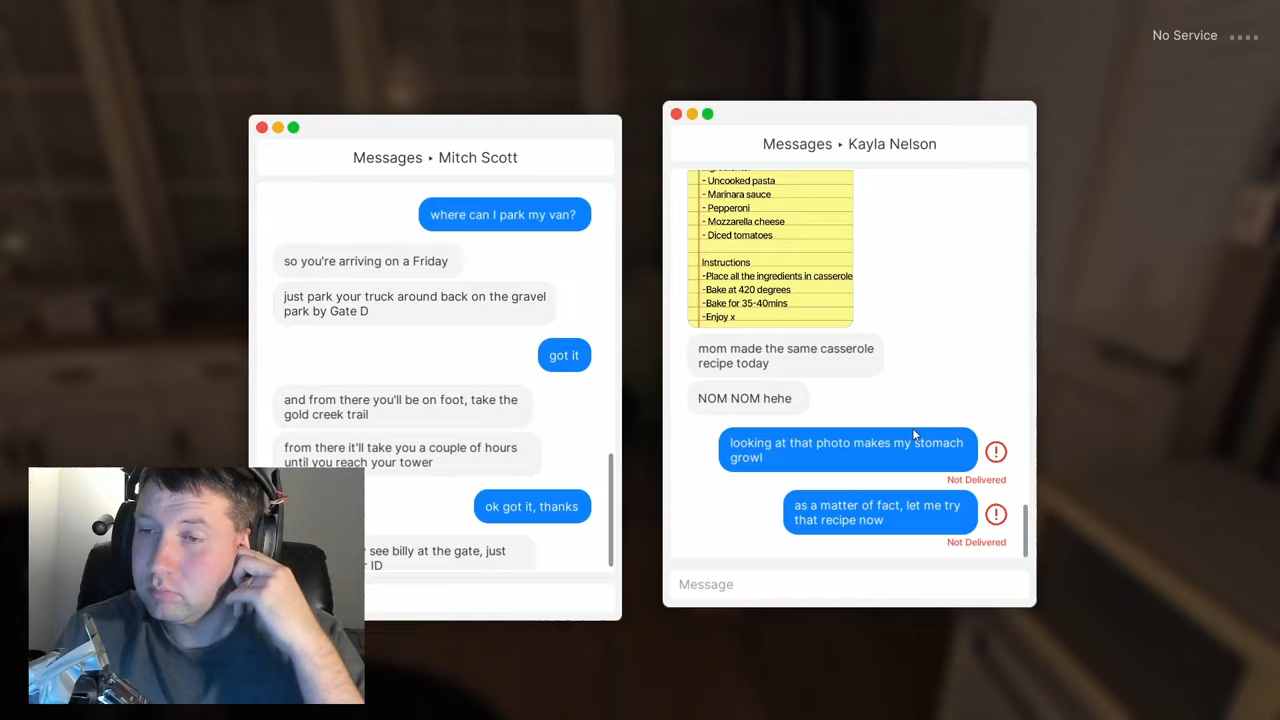 No Service
Messages ‣ Mitch Scott
where can I park my van?
so you're arriving on a Friday
just park your truck around back on the gravel
park by Gate D
got it
and from there you'll be on foot, take the
gold creek trail
from there it'll take you a couple of hours
until you reach your tower
ok got it, thanks
see billy at the gate, just
ID
Messages ‣ Kayla Nelson
- Uncooked pasta
- Marinara sauce
- Pepperoni
- Mozzarella cheese
- Diced tomatoes
Instructions
-Place all the ingredients in casserole
-Bake at 420 degrees
-Bake for 35-40mins
-Enjoy x
mom made the same casserole
recipe today
NOM NOM hehe
looking at that photo makes my stomach
growl
Not Delivered
as a matter of fact, let me try
that recipe now
Not Delivered
Message